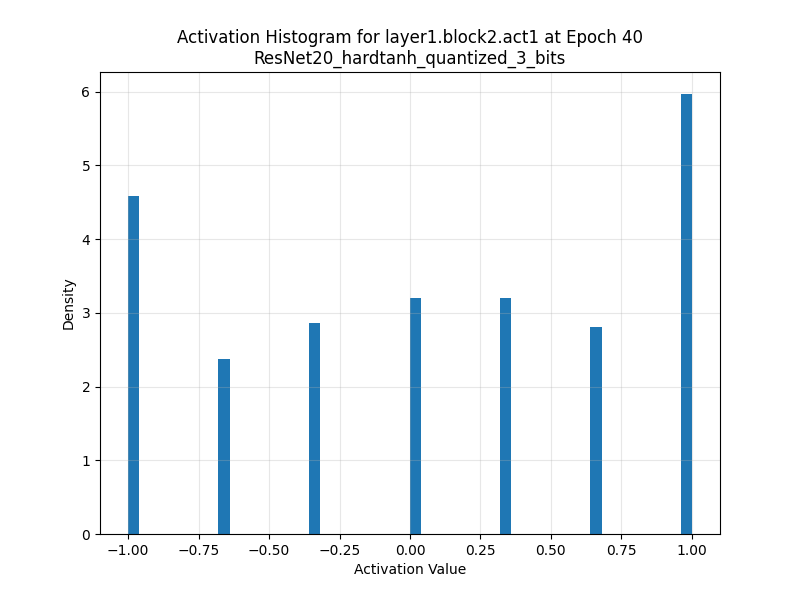 Activation Histogram for layer1.block2.act1 at Epoch 40
ResNet20_hardtanh_quantized_3_bits
Density
6
5
4
3
2
1
0
−1.00 −0.75 −0.50 −0.25 0.00 0.25 0.50 0.75 1.00
Activation Value